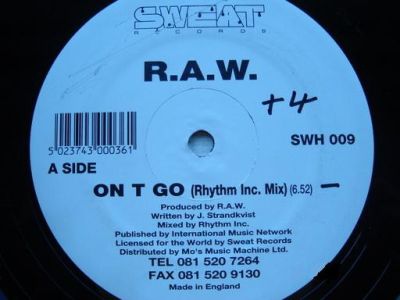 SWEAT
RECORDS
R.A.W.
+4
SWH 009
5 023743 000361
A SIDE
ON T GO (Rhythm Inc. Mix) (6.52) –
Produced by R.A.W.
Written by J. Strandkvist
Mixed by Rhythm Inc.
Published by International Music Network
Licensed for the World by Sweat Records
Distributed by Mo's Music Machine Ltd.
TEL 081 520 7264
FAX 081 520 9130
Made in England